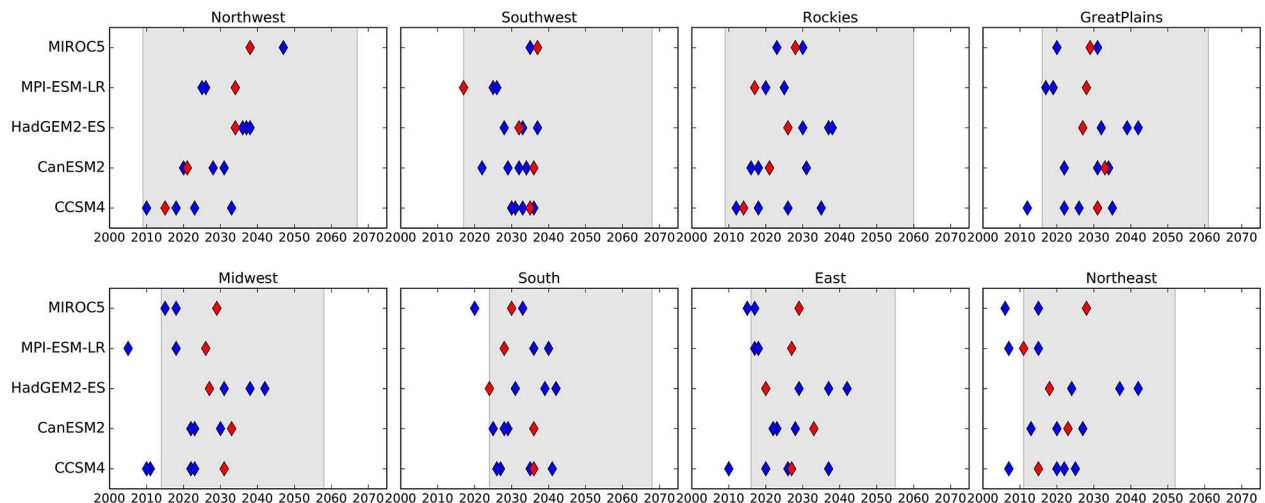 Northwest Southwest Rockies GreatPlains
MIROC5
MPI-ESM-LR
HadGEM2-ES
CanESM2
CCSM4
2000 2010 2020 2030 2040 2050 2060 2070 2000 2010 2020 2030 2040 2050 2060 2070 2000 2010 2020 2030 2040 2050 2060 2070 2000 2010 2020 2030 2040 2050 2060 2070
Midwest South East Northeast
MIROC5
MPI-ESM-LR
HadGEM2-ES
CanESM2
CCSM4
2000 2010 2020 2030 2040 2050 2060 2070 2000 2010 2020 2030 2040 2050 2060 2070 2000 2010 2020 2030 2040 2050 2060 2070 2000 2010 2020 2030 2040 2050 2060 2070